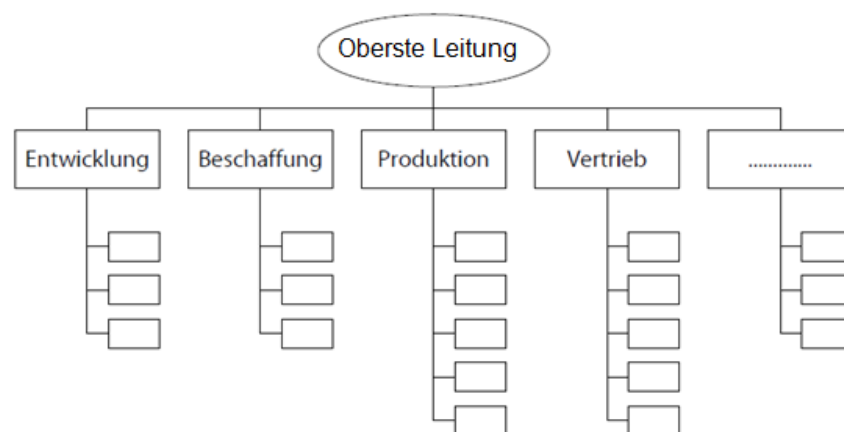 Oberste Leitung
Entwicklung
Beschaffung
Produktion
Vertrieb
.............